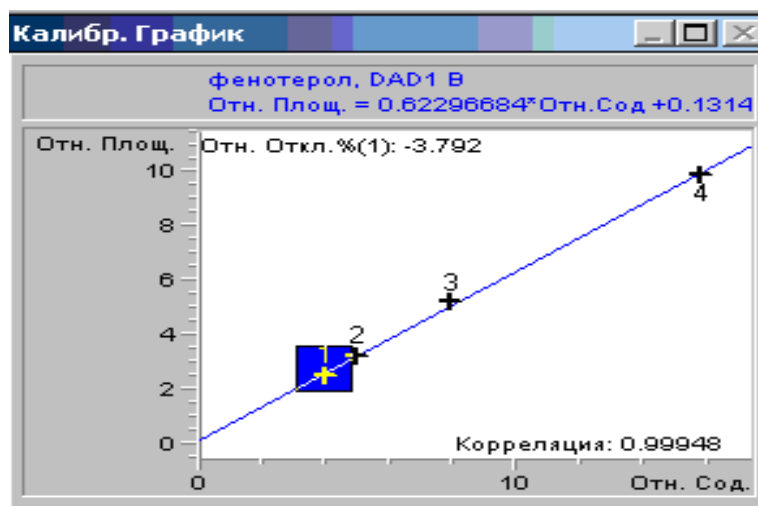 Калибр. График
фенотерол, DAD1 B
Отн. Площ. = 0.62296684*Отн.Сод +0.1314
Отн. Площ.
Отн. Откл.%(1): -3.792
10
8
6
4
2
0
1
2
3
4
Корреляция: 0.99948
0
10
Отн. Сод.